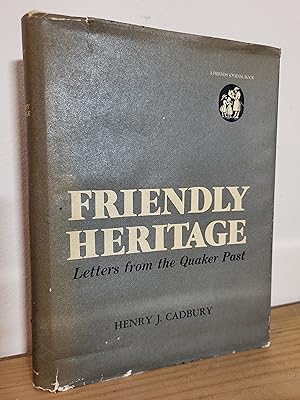 A FRIENDS JOURNAL BOOK
FRIENDLY
HERITAGE
Letters from the Quaker Past
HENRY J. CADBURY